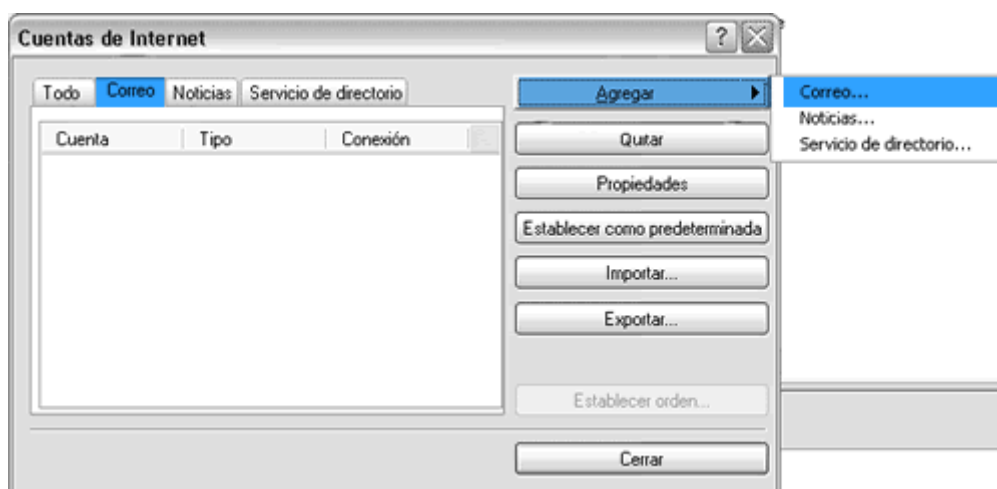 Cuentas de Internet
?
Todo Correo Noticias Servicio de directorio
Cuenta Tipo Conexión
Agregar
Quitar
Propiedades
Establecer como predeterminada
Importar...
Exportar...
Establecer orden...
Cerrar
Correo...
Noticias...
Servicio de directorio...